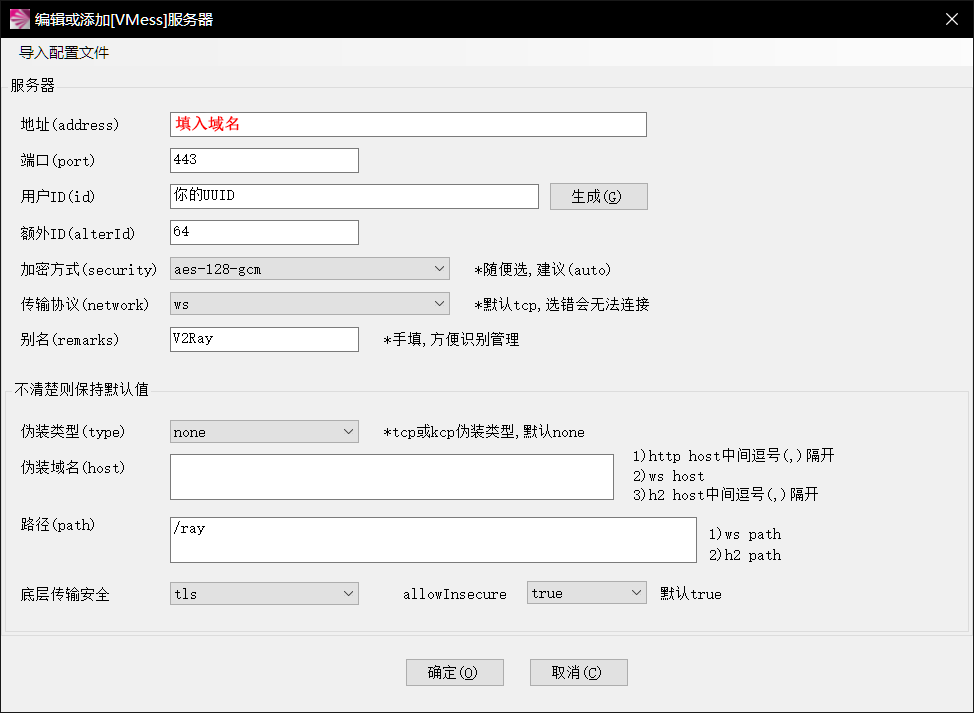 编辑或添加[VMess]服务器
导入配置文件
服务器
地址(address) 填入域名
端口(port) 443
用户ID(id) 你的UUID 生成(G)
额外ID(alterId) 64
加密方式(security) aes-128-gcm *随便选,建议(auto)
传输协议(network) ws *默认tcp,选错会无法连接
别名(remarks) V2Ray *手填,方便识别管理
不清楚则保持默认值
伪装类型(type) none *tcp或kcp伪装类型,默认none
伪装域名(host)
1)http host中间逗号(,)隔开
2)ws host
3)h2 host中间逗号(,)隔开
路径(path) /ray
1)ws path
2)h2 path
底层传输安全 tls allowInsecure true 默认true
确定(O) 取消(C)